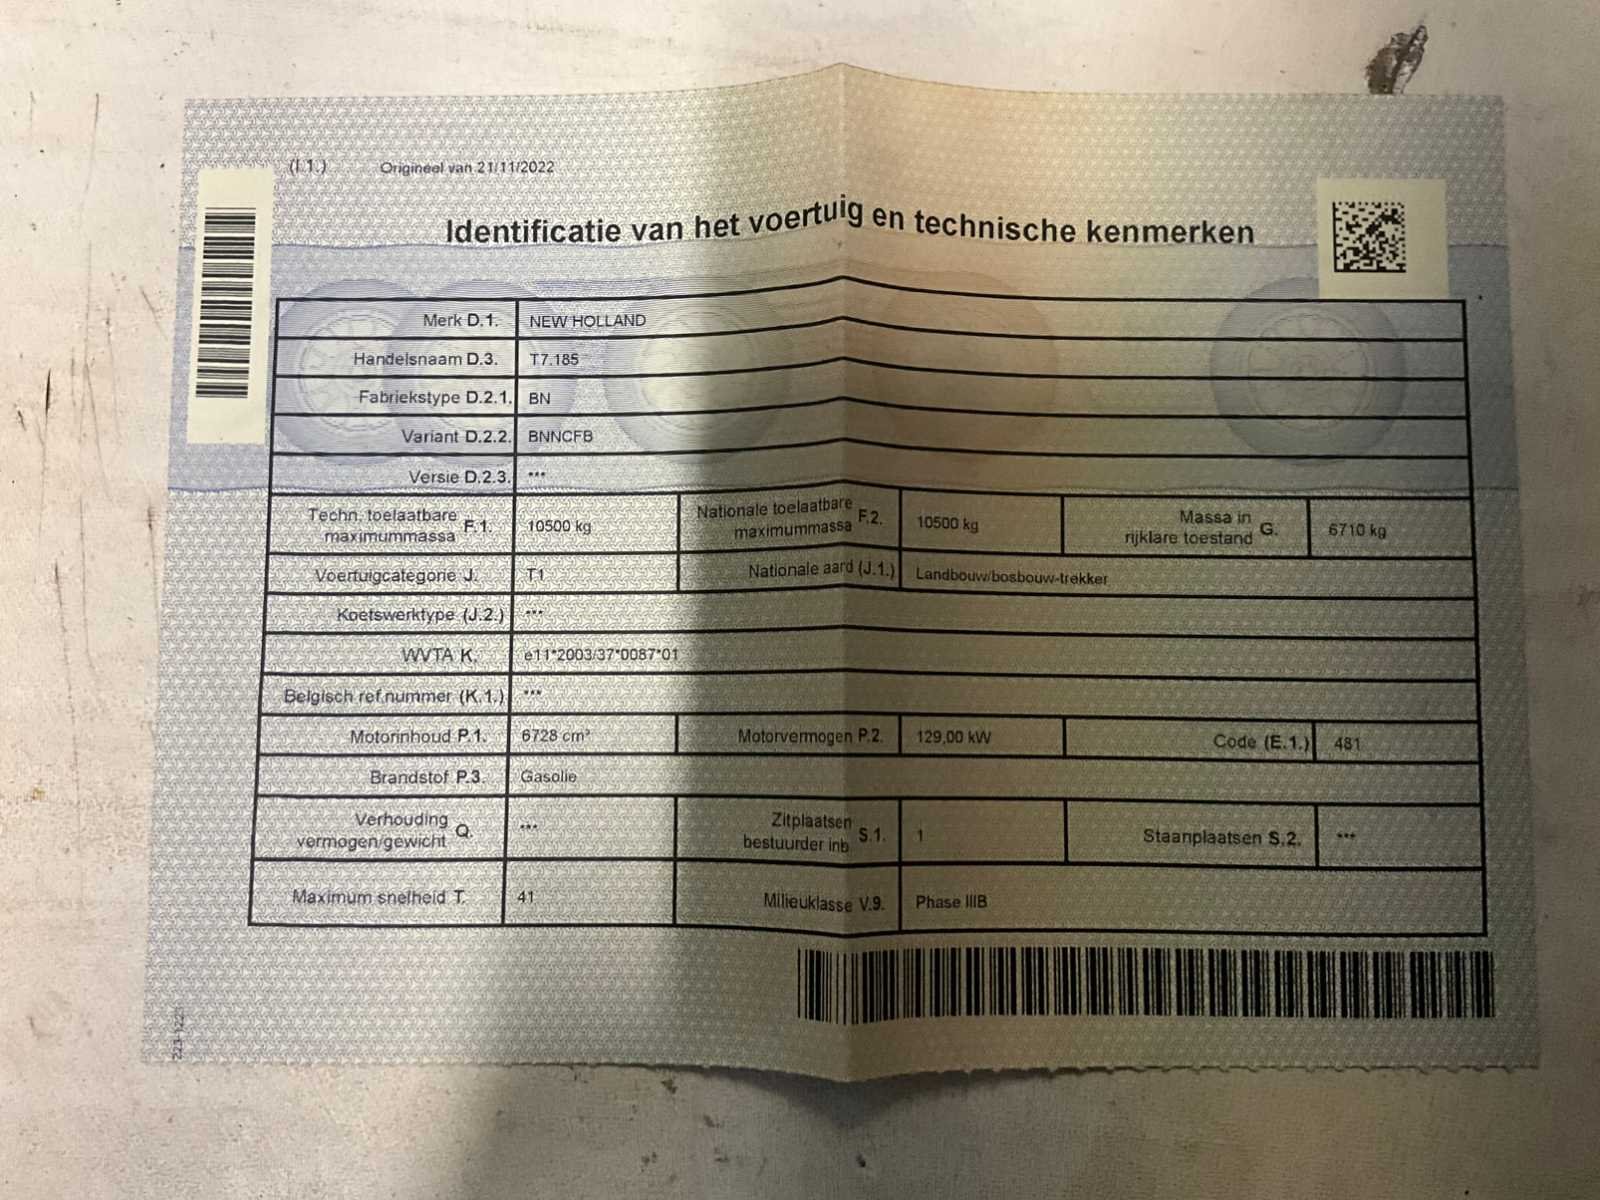 (I.1.) Origineel van 21/11/2022
Identificatie van het voertuig en technische kenmerken
Merk D.1. NEW HOLLAND
Handelsnaam D.3. T7.185
Fabriekstype D.2.1. BN
Variant D.2.2. BNNCFB
Versie D.2.3. ***
Techn. toelaatbare maximummassa F.1. 10500 kg Nationale toelaatbare maximummassa F.2. 10500 kg Massa in rijklare toestand G. 6710 kg
Voertuigcategorie J. T1 Nationale aard (J.1.) Landbouw/bosbouw-trekker
Koetswerktype (J.2.) ***
WVTA K. e11*2003/37*0087*01
Belgisch ref.nummer (K.1.) ***
Motorinhoud P.1. 6728 cm³ Motorvermogen P.2. 129,00 kW Code (E.1.) 481
Brandstof P.3. Gasolie
Verhouding vermogen/gewicht Q. *** Zitplaatsen bestuurder inb S.1. 1 Staanplaatsen S.2. ***
Maximum snelheid T. 41 Milieuklasse V.9. Phase IIIB